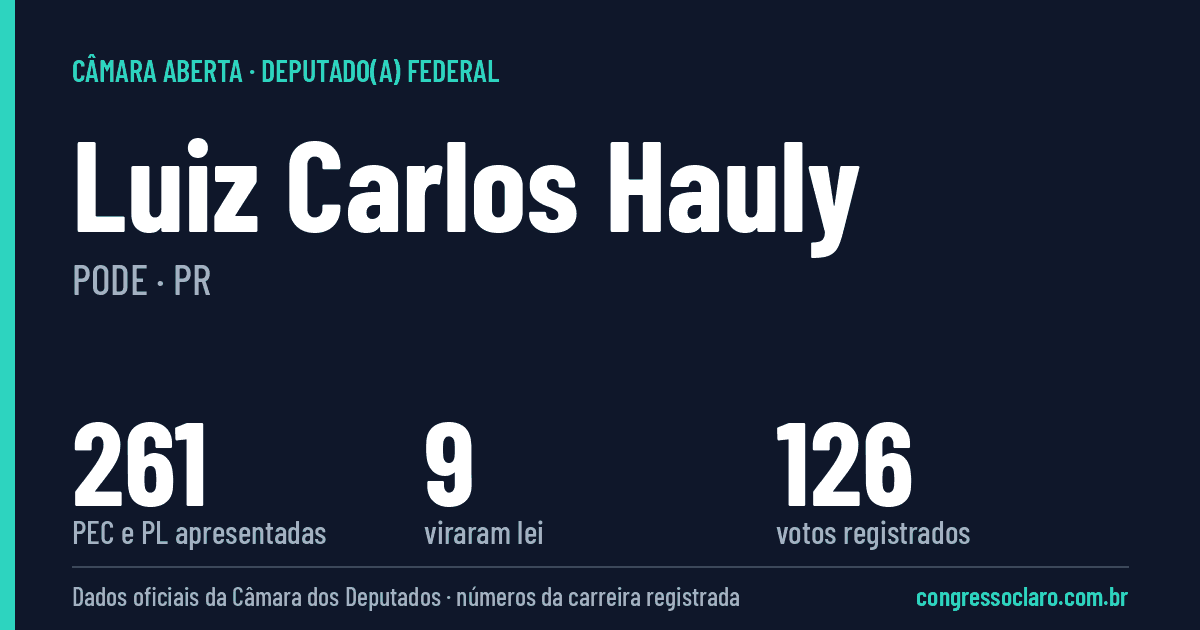 CÂMARA ABERTA · DEPUTADO(A) FEDERAL
Luiz Carlos Hauly
PODE · PR
261 9 126
PEC e PL apresentadas viraram lei votos registrados
Dados oficiais da Câmara dos Deputados · números da carreira registrada congressoclaro.com.br